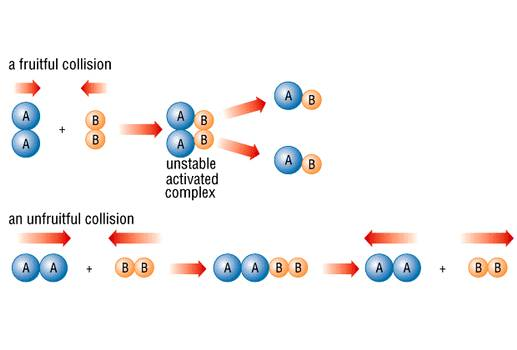 a fruitful collision
A
A
+
B
B
A B
A B
unstable
activated
complex
A B
A B
an unfruitful collision
A A + B B A A B B A A + B B